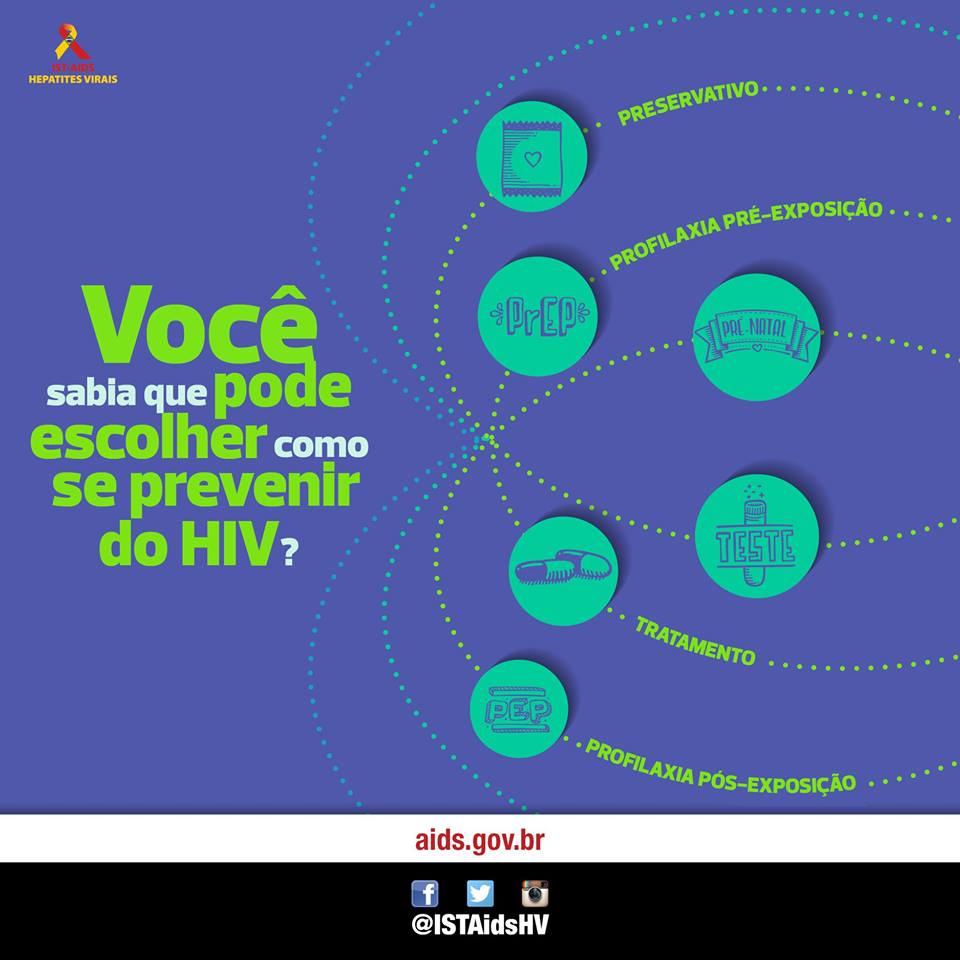 IST-AIDS
HEPATITES VIRAIS
PRESERVATIVO
PROFILAXIA PRÉ-EXPOSIÇÃO
PrEP
PRÉ-NATAL
Você
sabia que pode
escolher como
se prevenir
do HIV?
TESTE
TRATAMENTO
PEP
PROFILAXIA PÓS-EXPOSIÇÃO
aids.gov.br
@ISTAidsHV